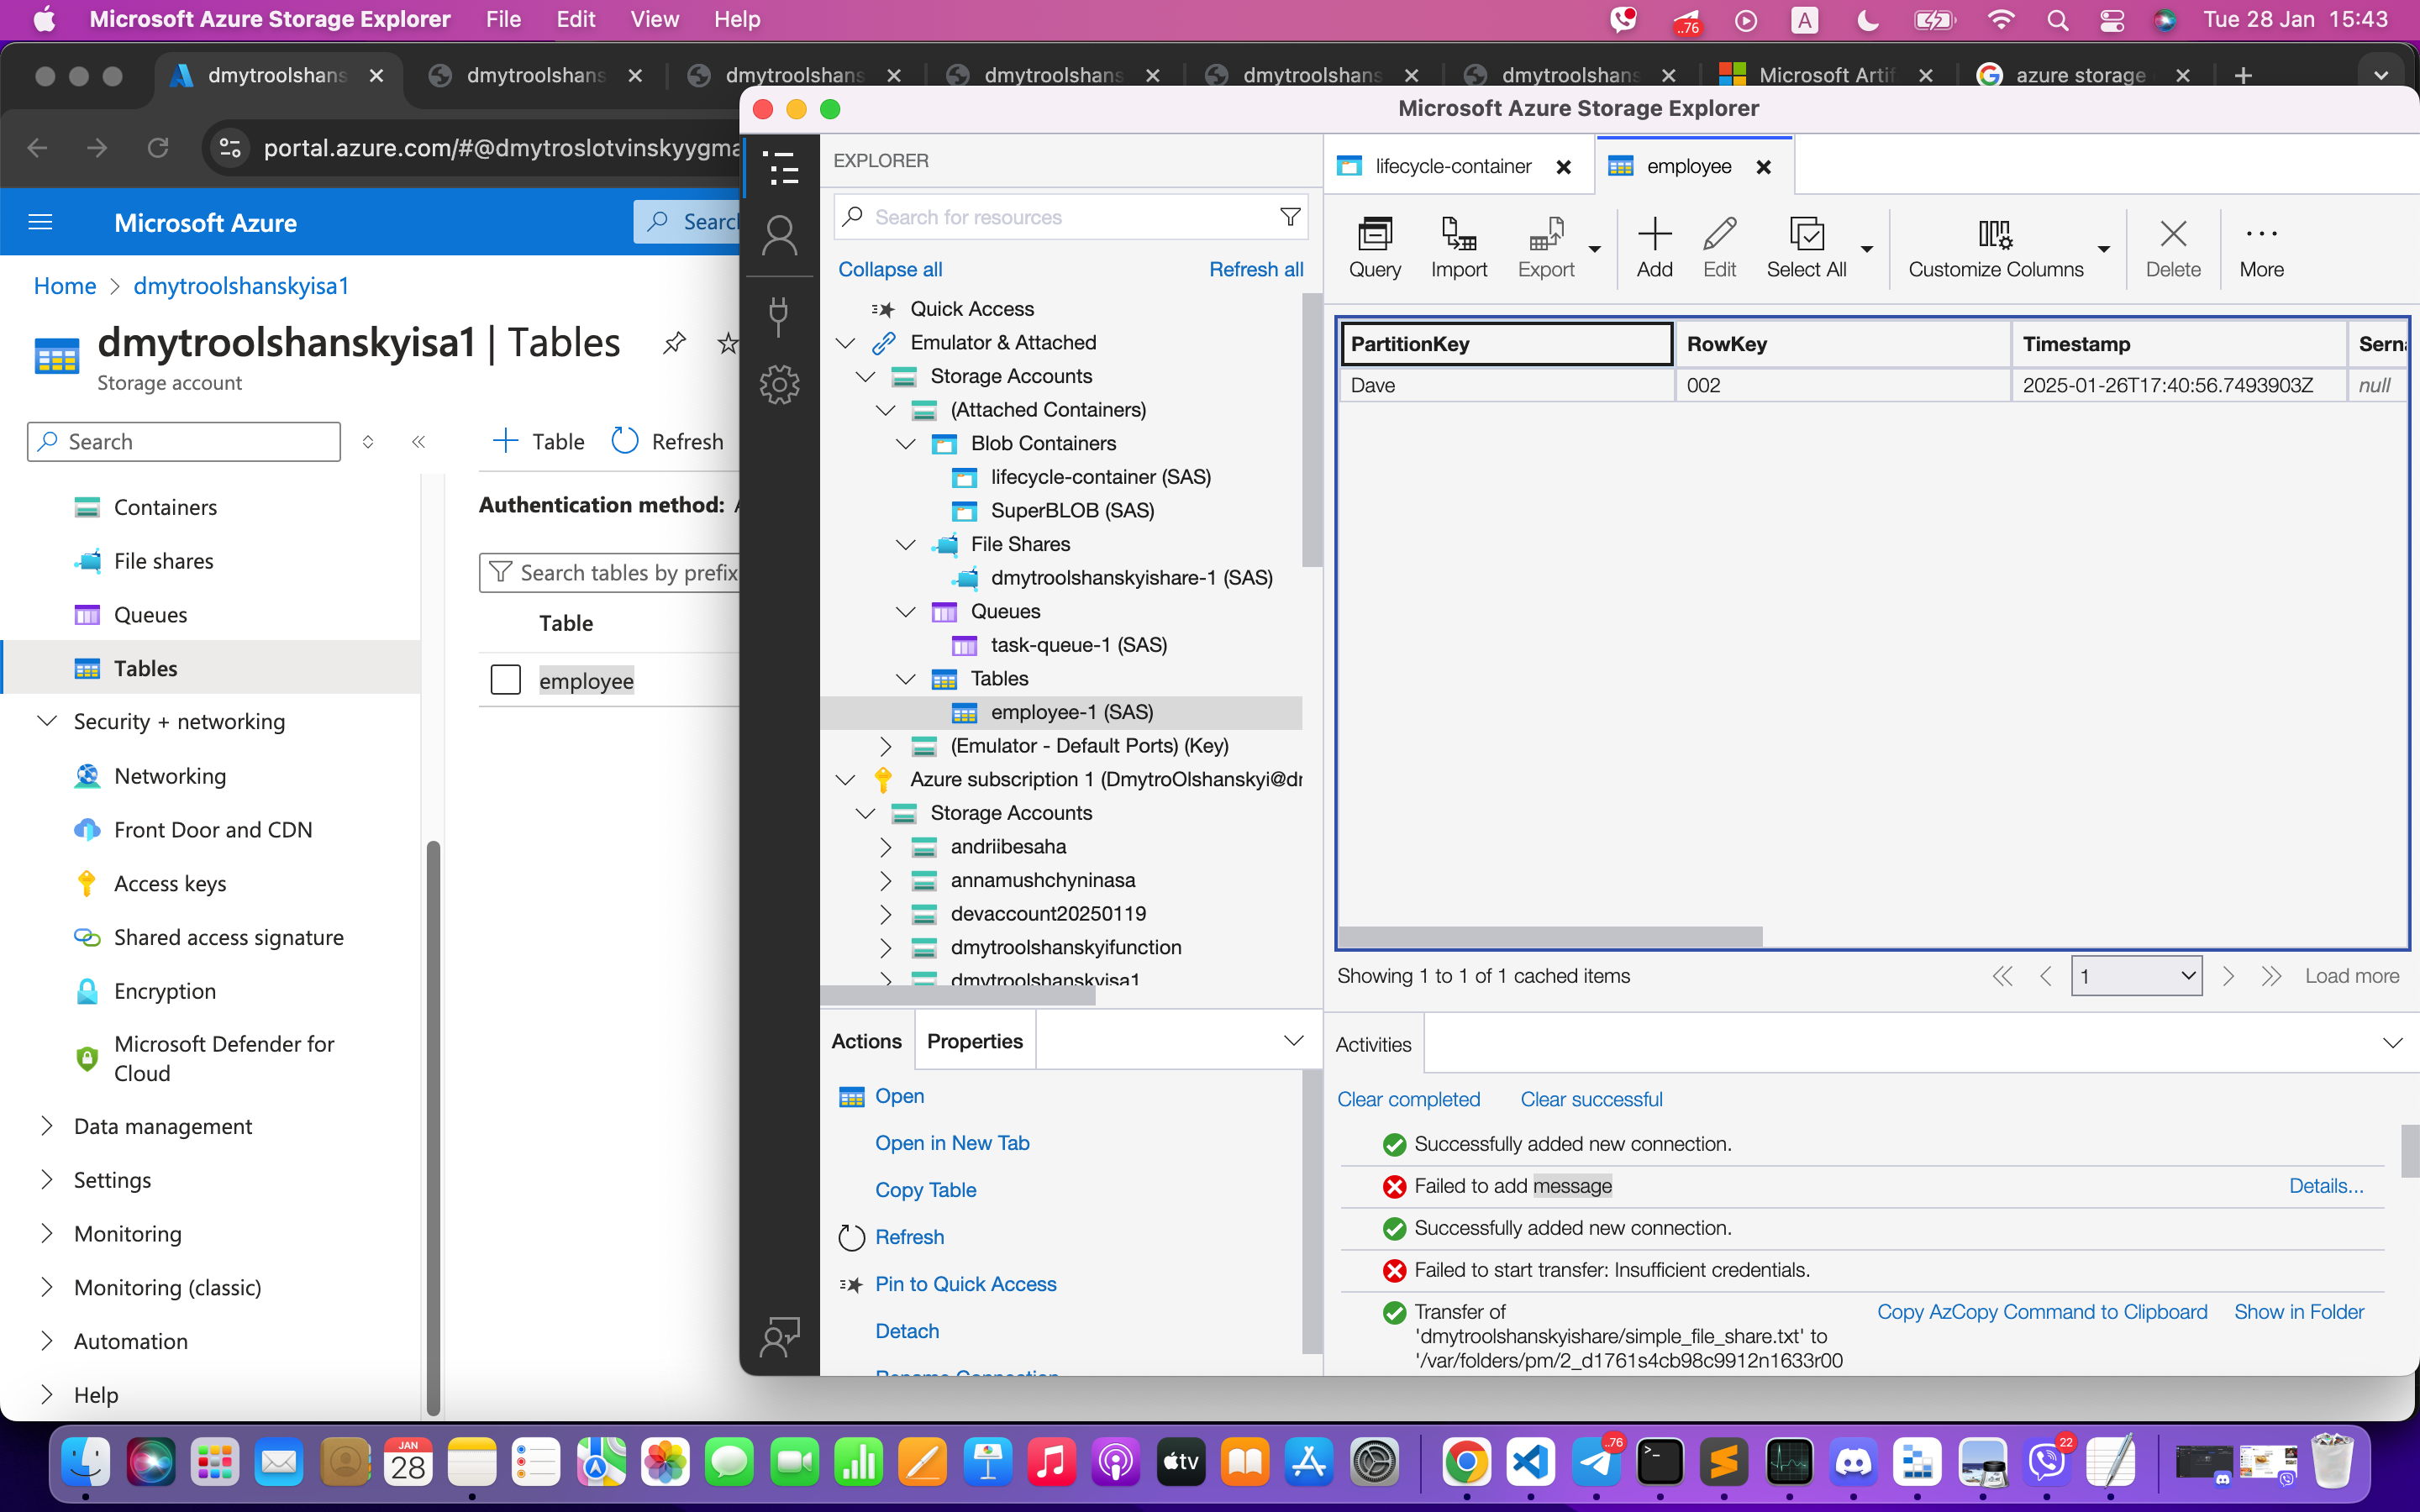 Microsoft Azure Storage Explorer File Edit View Help
..76 A Tue 28 Jan 15:43
dmytroolshans dmytroolshans dmytroolshans dmytroolshans dmytroolshans dmytroolshans Microsoft Artif azure storage
portal.azure.com/#@dmytroslotvinskyygma
Microsoft Azure
Search
Home > dmytroolshanskyisa1
dmytroolshanskyisa1 | Tables
Storage account
Search
Table Refresh
Authentication method:
Search tables by prefix
Table
employee
Containers
File shares
Queues
Tables
Security + networking
Networking
Front Door and CDN
Access keys
Shared access signature
Encryption
Microsoft Defender for
Cloud
Data management
Settings
Monitoring
Monitoring (classic)
Automation
Help
Microsoft Azure Storage Explorer
EXPLORER
Search for resources
Collapse all Refresh all
Quick Access
Emulator & Attached
Storage Accounts
(Attached Containers)
Blob Containers
lifecycle-container (SAS)
SuperBLOB (SAS)
File Shares
dmytroolshanskyishare-1 (SAS)
Queues
task-queue-1 (SAS)
Tables
employee-1 (SAS)
(Emulator - Default Ports) (Key)
Azure subscription 1 (DmytroOlshanskyi@dr
Storage Accounts
andriibesaha
annamushchyninasa
devaccount20250119
dmytroolshanskyifunction
dmytroolshanskyisa1
Actions Properties
Open
Open in New Tab
Copy Table
Refresh
Pin to Quick Access
Detach
Rename Connection
lifecycle-container employee
Query Import Export Add Edit Select All Customize Columns Delete More
PartitionKey RowKey Timestamp Serna
Dave 002 2025-01-26T17:40:56.7493903Z null
Showing 1 to 1 of 1 cached items 1 Load more
Activities
Clear completed Clear successful
Successfully added new connection.
Failed to add message Details...
Successfully added new connection.
Failed to start transfer: Insufficient credentials.
Transfer of Copy AzCopy Command to Clipboard Show in Folder
'dmytroolshanskyishare/simple_file_share.txt' to
'/var/folders/pm/2_d1761s4cb98c9912n1633r00
JAN
28
tv
..76
22